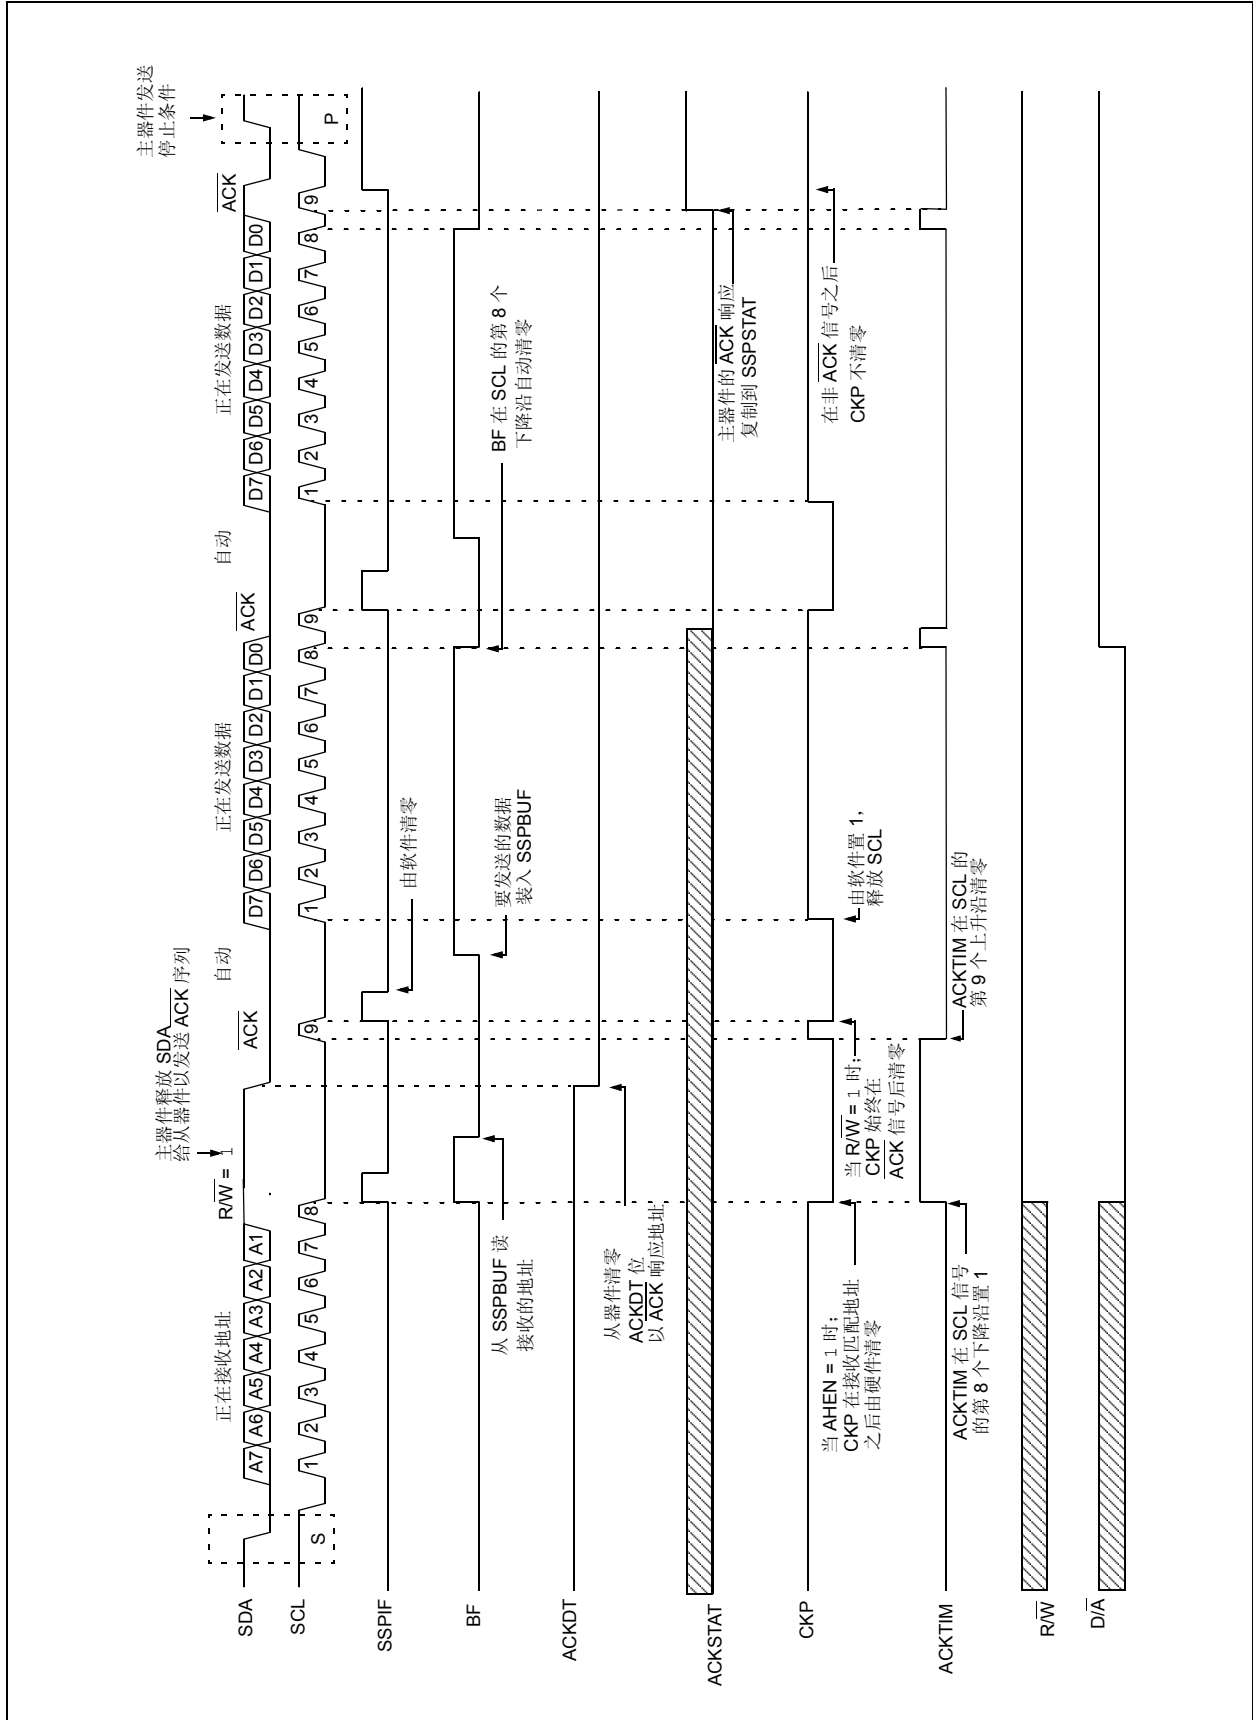 主器件发送
停止条件
主器件释放 SDA
给从器件以发送 ACK 序列
正在接收地址
R/W = 1
ACK
自动
正在发送数据
ACK
自动
正在发送数据
ACK
SDA
A7 A6 A5 A4 A3 A2 A1
D7 D6 D5 D4 D3 D2 D1 D0
D7 D6 D5 D4 D3 D2 D1 D0
SCL
S
1 2 3 4 5 6 7 8 9
1 2 3 4 5 6 7 8 9
1 2 3 4 5 6 7 8 9
P
SSPIF
由软件清零
BF
从 SSPBUF 读
接收的地址
要发送的数据
装入 SSPBUF
BF 在 SCL 的第 8 个
下降沿自动清零
ACKDT
从器件清零
ACKDT 位
以 ACK 响应地址
ACKSTAT
主器件的 ACK 响应
复制到 SSPSTAT
CKP
当 AHEN = 1 时;
CKP 在接收匹配地址
之后由硬件清零
当 R/W = 1 时;
CKP 始终在
ACK 信号后清零
由软件置 1,
释放 SCL
在非 ACK 信号之后
CKP 不清零
ACKTIM
ACKTIM 在 SCL 信号
的第 8 个下降沿置 1
ACKTIM 在 SCL 的
第 9 个上升沿清零
R/W
D/A